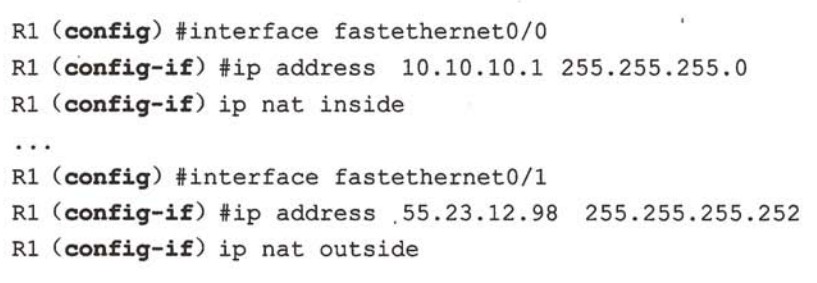 R1 (config) #interface fastethernet0/0
R1 (config-if) #ip address 10.10.10.1 255.255.255.0
R1 (config-if) ip nat inside
...
R1 (config) #interface fastethernet0/1
R1 (config-if) #ip address 55.23.12.98 255.255.255.252
R1 (config-if) ip nat outside